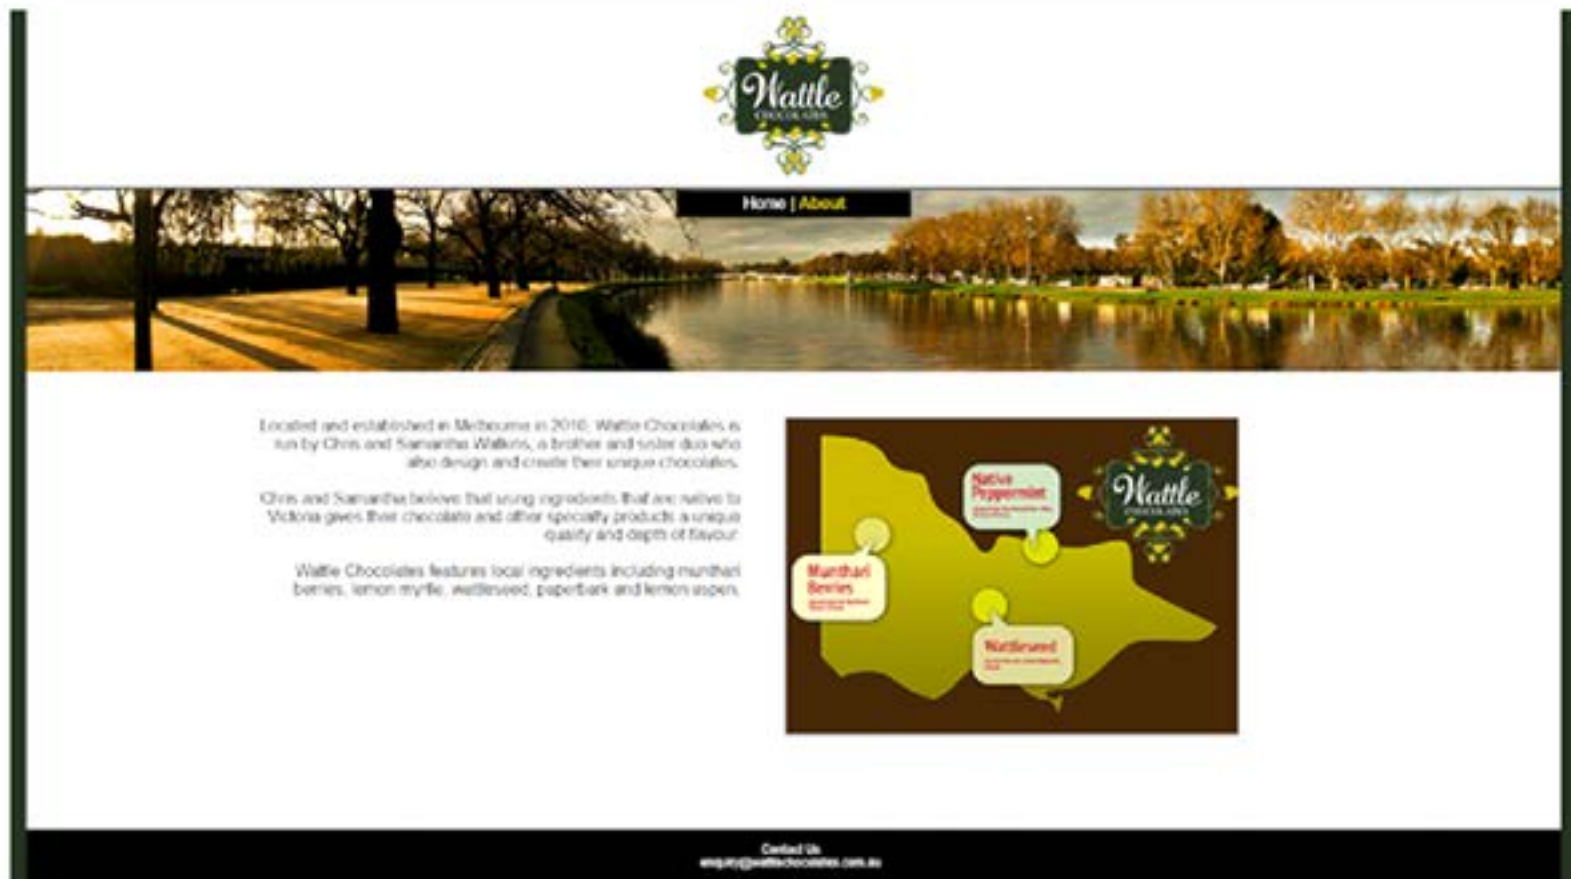 Wattle
CHOCOLATES
Home | About
Located and established in Melbourne in 2010, Wattle Chocolates is
run by Chris and Samantha Watkins, a brother and sister duo who
also design and create their unique chocolates.
Chris and Samantha believe that using ingredients that are native to
Victoria gives their chocolate and other specialty products a unique
quality and depth of flavour.
Wattle Chocolates features local ingredients including munthari
berries, lemon myrtle, wattleseed, paperbark and lemon aspen.
Native
Peppermint
Wattle
CHOCOLATES
Munthari
Berries
Wattleseed
Contact Us
enquiry@wattlechocolates.com.au